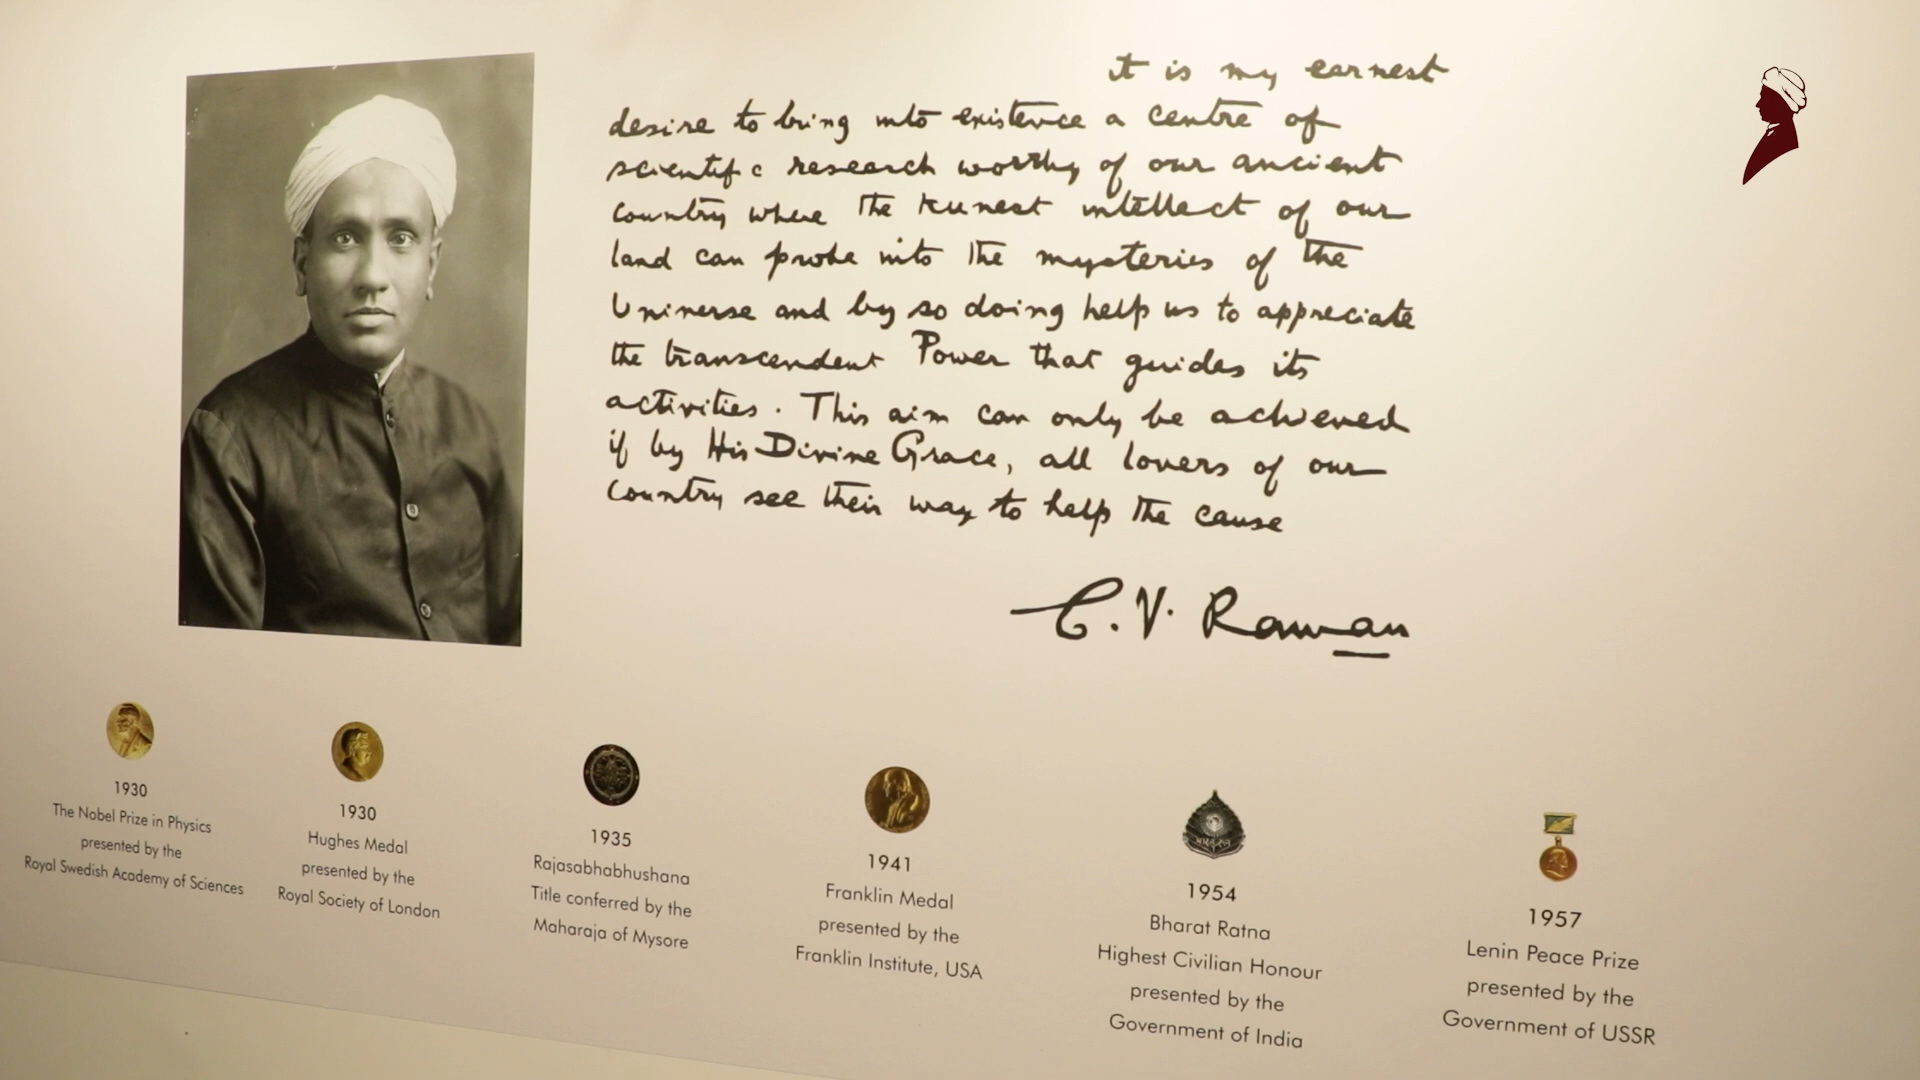 it is my earnest
desire to bring into existence a centre of
scientific research worthy of our ancient
country where the keenest intellect of our
land can probe into the mysteries of the
Universe and by so doing help us to appreciate
the transcendent Power that guides its
activities. This aim can only be achieved
if by His Divine Grace, all lovers of our
country see their way to help the cause
C. V. Raman
1930
The Nobel Prize in Physics
presented by the
Royal Swedish Academy of Sciences
1930
Hughes Medal
presented by the
Royal Society of London
1935
Rajasabhabhushana
Title conferred by the
Maharaja of Mysore
1941
Franklin Medal
presented by the
Franklin Institute, USA
1954
Bharat Ratna
Highest Civilian Honour
presented by the
Government of India
1957
Lenin Peace Prize
presented by the
Government of USSR